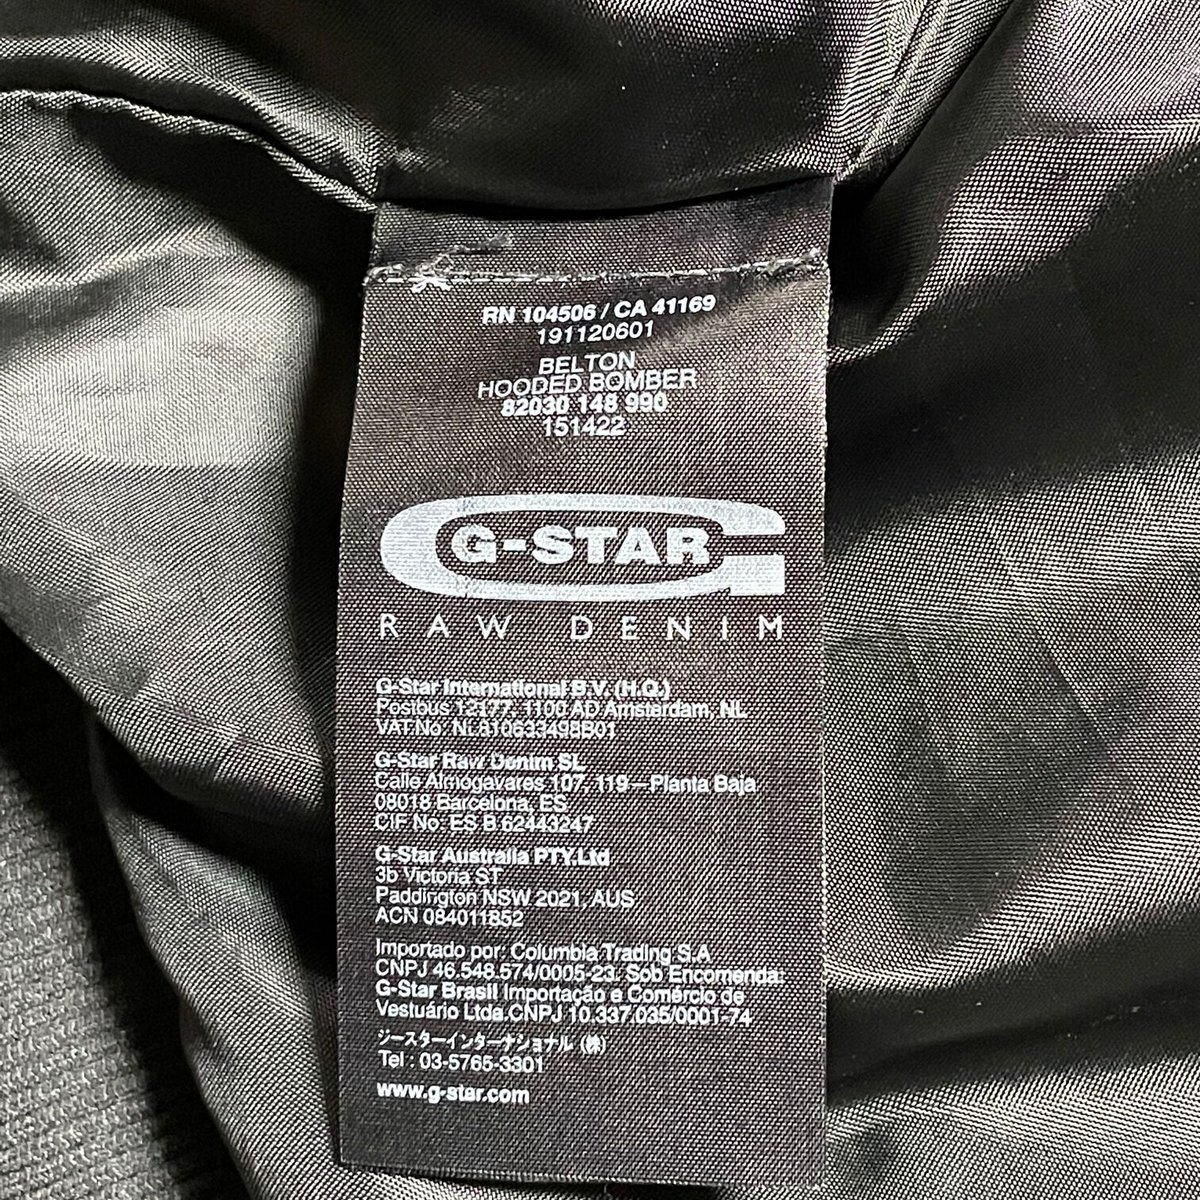 RN 104506 / CA 41169
191120601
BELTON
HOODED BOMBER
82030 148 990
151422
G-STAR
RAW DENIM
G-Star International B.V. (H.Q.)
Postbus 12177, 1100 AD Amsterdam, NL
VAT.No: NL810633498B01
G-Star Raw Denim SL
Calle Almogavares 107, 119—Planta Baja
08018 Barcelona, ES
CIF No: ES B 62443247
G-Star Australia PTY.Ltd
3b Victoria ST
Paddington NSW 2021, AUS
ACN 084011852
Importado por: Columbia Trading S.A
CNPJ 46.548.574/0005-23. Sob Encomenda:
G-Star Brasil Importação e Comércio de
Vestuário Ltda.CNPJ 10.337.035/0001-74
ジースターインターナショナル (株)
Tel : 03-5765-3301
www.g-star.com